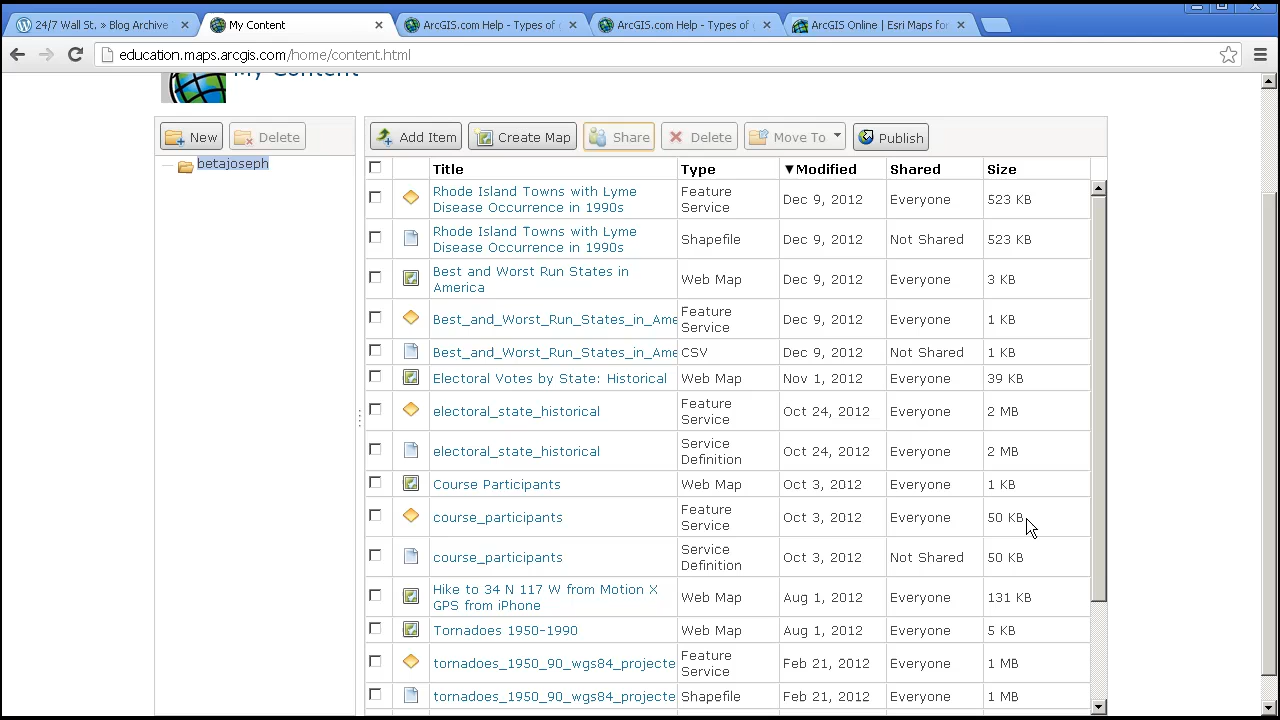 24/7 Wall St. » Blog Archive
My Content
ArcGIS.com Help - Types of
ArcGIS.com Help - Types of
ArcGIS Online | Esri Maps for
education.maps.arcgis.com/home/content.html
My Content
New
Delete
Add Item
Create Map
Share
Delete
Move To
Publish
betajoseph
Title Type ▼Modified Shared Size
Rhode Island Towns with Lyme
Disease Occurrence in 1990s
Feature
Service
Dec 9, 2012 Everyone 523 KB
Rhode Island Towns with Lyme
Disease Occurrence in 1990s
Shapefile Dec 9, 2012 Not Shared 523 KB
Best and Worst Run States in
America
Web Map Dec 9, 2012 Everyone 3 KB
Best_and_Worst_Run_States_in_Ame
Feature
Service
Dec 9, 2012 Everyone 1 KB
Best_and_Worst_Run_States_in_Ame CSV Dec 9, 2012 Not Shared 1 KB
Electoral Votes by State: Historical Web Map Nov 1, 2012 Everyone 39 KB
electoral_state_historical
Feature
Service
Oct 24, 2012 Everyone 2 MB
electoral_state_historical
Service
Definition
Oct 24, 2012 Everyone 2 MB
Course Participants Web Map Oct 3, 2012 Everyone 1 KB
course_participants
Feature
Service
Oct 3, 2012 Everyone 50 KB
course_participants
Service
Definition
Oct 3, 2012 Not Shared 50 KB
Hike to 34 N 117 W from Motion X
GPS from iPhone
Web Map Aug 1, 2012 Everyone 131 KB
Tornadoes 1950-1990 Web Map Aug 1, 2012 Everyone 5 KB
tornadoes_1950_90_wgs84_projecte
Feature
Service
Feb 21, 2012 Everyone 1 MB
tornadoes_1950_90_wgs84_projecte Shapefile Feb 21, 2012 Everyone 1 MB